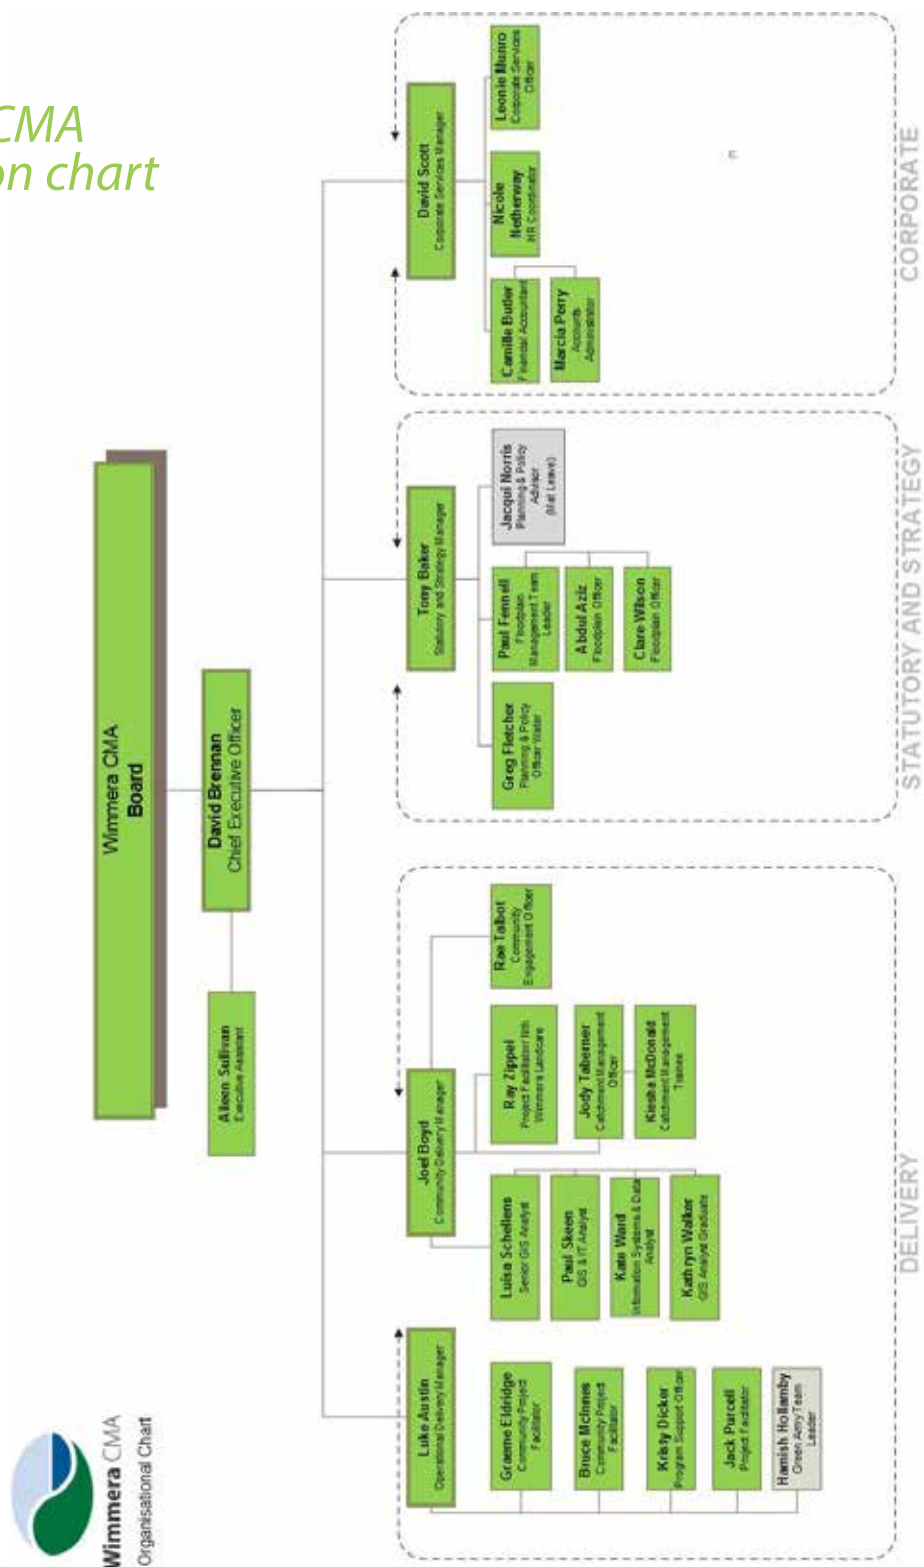 CMA
on chart
Wimmera CMA
Organisational Chart
Wimmera CMA
Board
David Brennan
Chief Executive Officer
Aileen Sullivan
Executive Assistant
Luke Austin
Operational Delivery Manager
Graeme Eldridge
Community Project
Facilitator
Bruce McInnes
Community Project
Facilitator
Kristy Dicker
Program Support Officer
Jack Purcell
Project Facilitator
Hamish Hollamby
Green Army Team
Leader
Joel Boyd
Community Delivery Manager
Luisa Schellens
Senior GIS Analyst
Paul Skeen
GIS & IT Analyst
Kate Ward
Information Systems & Data
Analyst
Kathryn Walker
GIS Analyst Graduate
Ray Zippel
Project Facilitator/ Nth
Wimmera Landcare
Jody Taberner
Catchment Management
Officer
Kiesha McDonald
Catchment Management
Trainee
Rae Talbot
Community
Engagement Officer
DELIVERY
Tony Baker
Statutory and Strategy Manager
Greg Fletcher
Planning & Policy
Officer Water
Paul Fennell
Floodplain
Management Team
Leader
Abdul Aziz
Floodplain Officer
Clare Wilson
Floodplain Officer
Jacqui Norris
Planning & Policy
Advisor
(Mat Leave)
STATUTORY AND STRATEGY
David Scott
Corporate Services Manager
Camille Butler
Financial Accountant
Marcia Perry
Accounts
Administrator
Nicole
Netherway
HR Coordinator
Leonie Munro
Corporate Services
Officer
CORPORATE